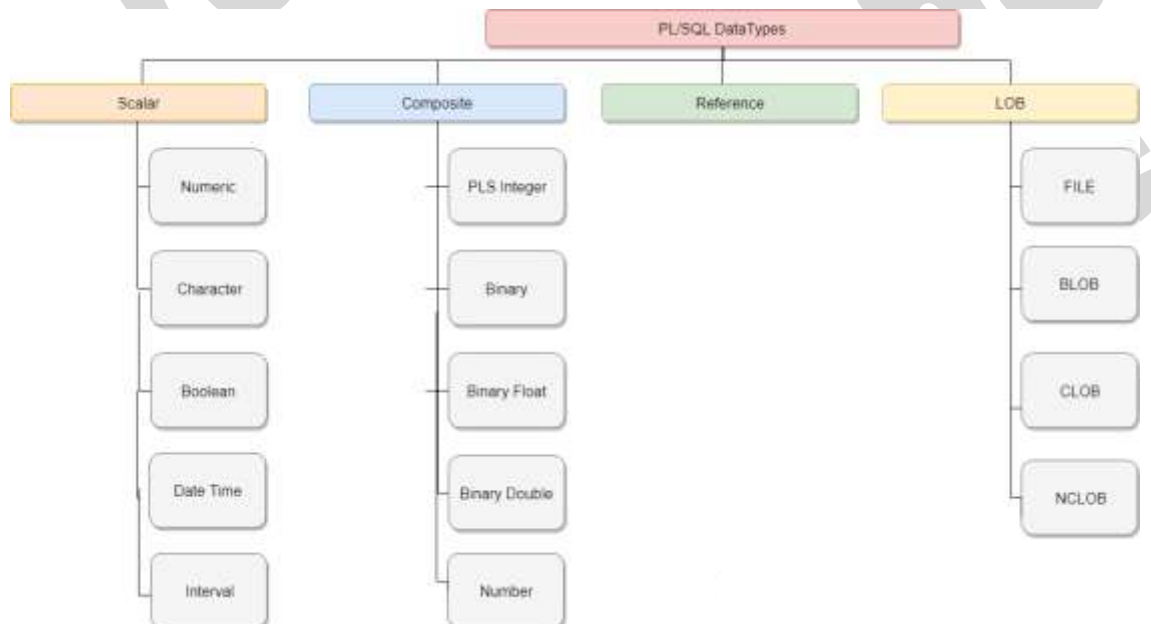 PL/SQL DataTypes
Scalar
Composite
Reference
LOB
Numeric
Character
Boolean
Date Time
Interval
PLS Integer
Binary
Binary Float
Binary Double
Number
FILE
BLOB
CLOB
NCLOB